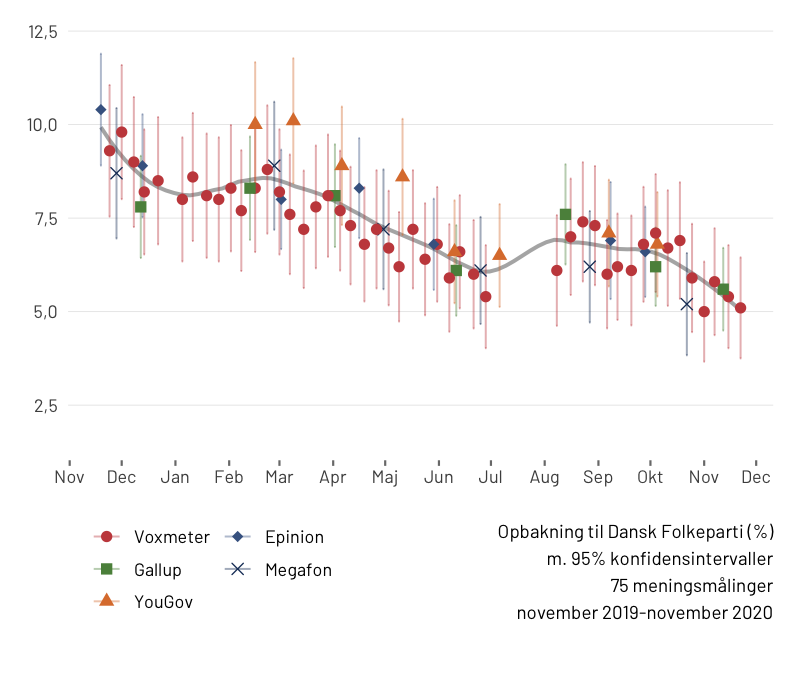 12,5
10,0
7,5
5,0
2,5
Nov Dec Jan Feb Mar Apr Maj Jun Jul Aug Sep Okt Nov Dec
Voxmeter Epinion
Gallup Megafon
YouGov
Opbakning til Dansk Folkeparti (%)
m. 95% konfidensintervaller
75 meningsmålinger
november 2019-november 2020